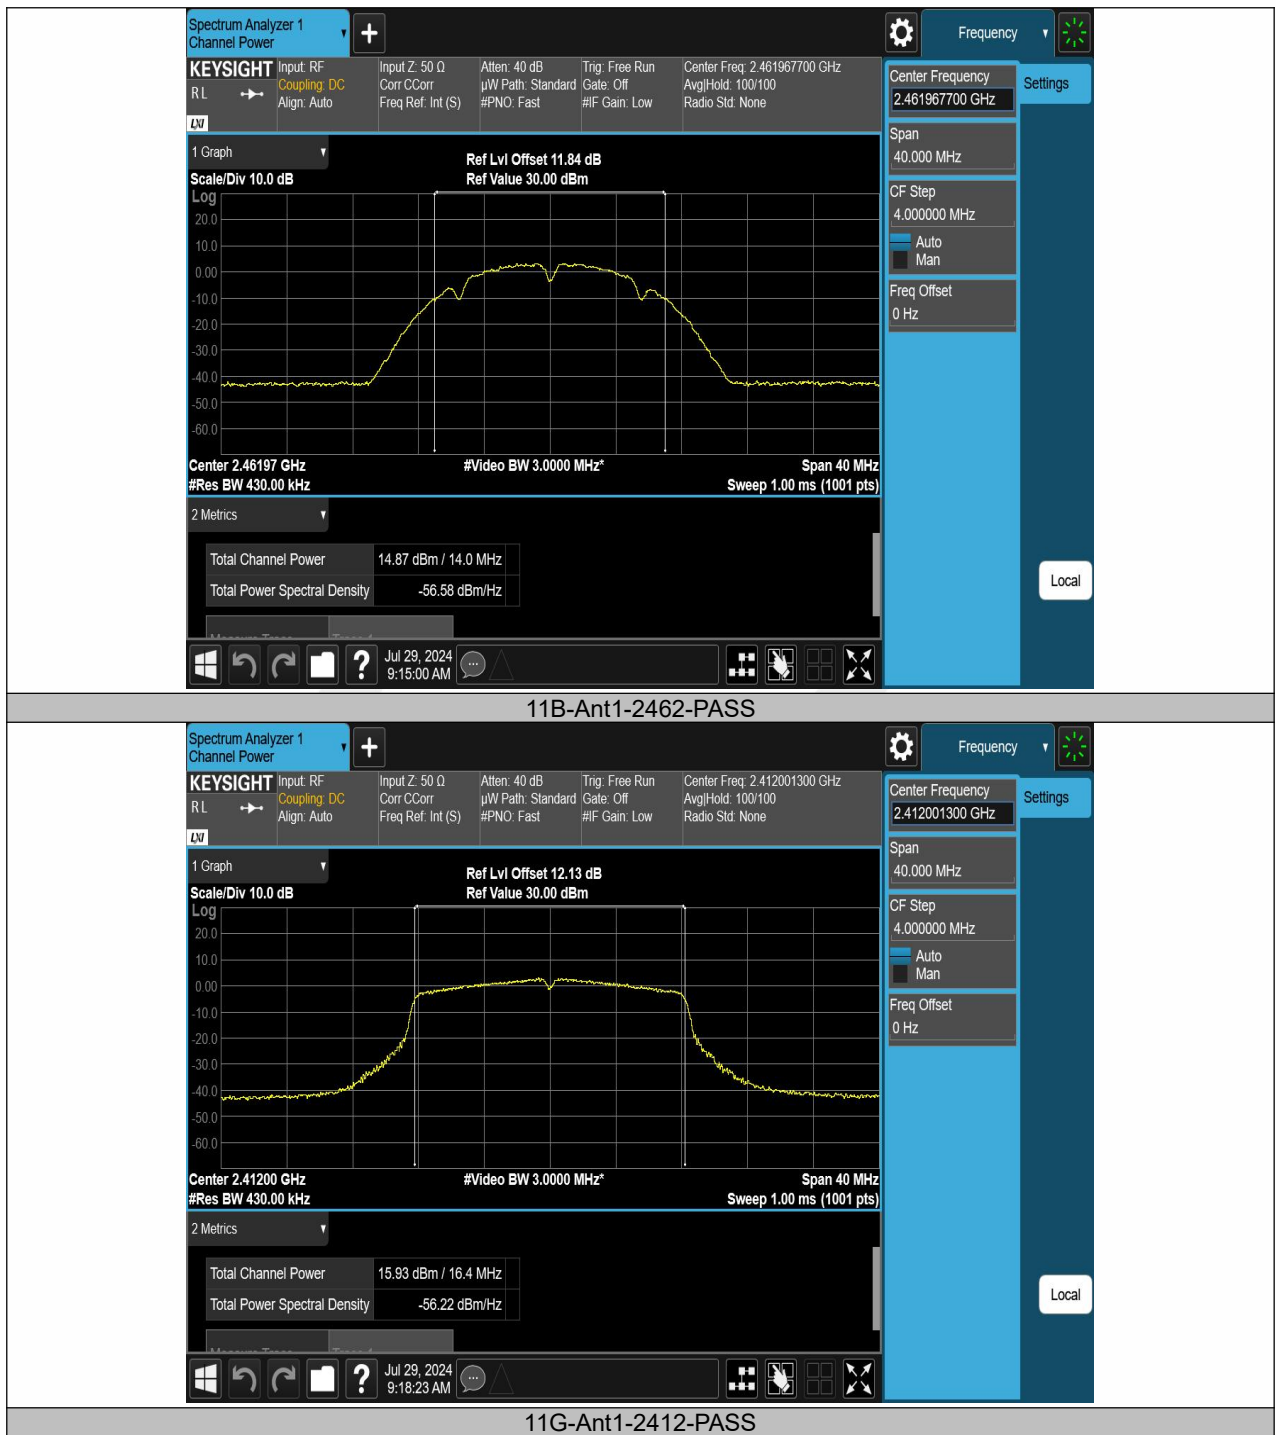 Spectrum Analyzer 1
Channel Power
+
Frequency
KEYSIGHT
R L
LXI
Input: RF
Coupling: DC
Align: Auto
Input Z: 50 Ω
Corr CCorr
Freq Ref: Int (S)
Atten: 40 dB
µW Path: Standard
#PNO: Fast
Trig: Free Run
Gate: Off
#IF Gain: Low
Center Freq: 2.461967700 GHz
Avg|Hold: 100/100
Radio Std: None
Center Frequency
2.461967700 GHz
Settings
Span
40.000 MHz
CF Step
4.000000 MHz
Auto
Man
Freq Offset
0 Hz
Local
1 Graph
Scale/Div 10.0 dB
Ref Lvl Offset 11.84 dB
Ref Value 30.00 dBm
Log
20.0
10.0
0.00
-10.0
-20.0
-30.0
-40.0
-50.0
-60.0
Center 2.46197 GHz
#Res BW 430.00 kHz
#Video BW 3.0000 MHz*
Span 40 MHz
Sweep 1.00 ms (1001 pts)
2 Metrics
Total Channel Power 14.87 dBm / 14.0 MHz
Total Power Spectral Density -56.58 dBm/Hz
?
Jul 29, 2024
9:15:00 AM
11B-Ant1-2462-PASS
Spectrum Analyzer 1
Channel Power
+
Frequency
KEYSIGHT
R L
LXI
Input: RF
Coupling: DC
Align: Auto
Input Z: 50 Ω
Corr CCorr
Freq Ref: Int (S)
Atten: 40 dB
µW Path: Standard
#PNO: Fast
Trig: Free Run
Gate: Off
#IF Gain: Low
Center Freq: 2.412001300 GHz
Avg|Hold: 100/100
Radio Std: None
Center Frequency
2.412001300 GHz
Settings
Span
40.000 MHz
CF Step
4.000000 MHz
Auto
Man
Freq Offset
0 Hz
Local
1 Graph
Scale/Div 10.0 dB
Ref Lvl Offset 12.13 dB
Ref Value 30.00 dBm
Log
20.0
10.0
0.00
-10.0
-20.0
-30.0
-40.0
-50.0
-60.0
Center 2.41200 GHz
#Res BW 430.00 kHz
#Video BW 3.0000 MHz*
Span 40 MHz
Sweep 1.00 ms (1001 pts)
2 Metrics
Total Channel Power 15.93 dBm / 16.4 MHz
Total Power Spectral Density -56.22 dBm/Hz
?
Jul 29, 2024
9:18:23 AM
11G-Ant1-2412-PASS